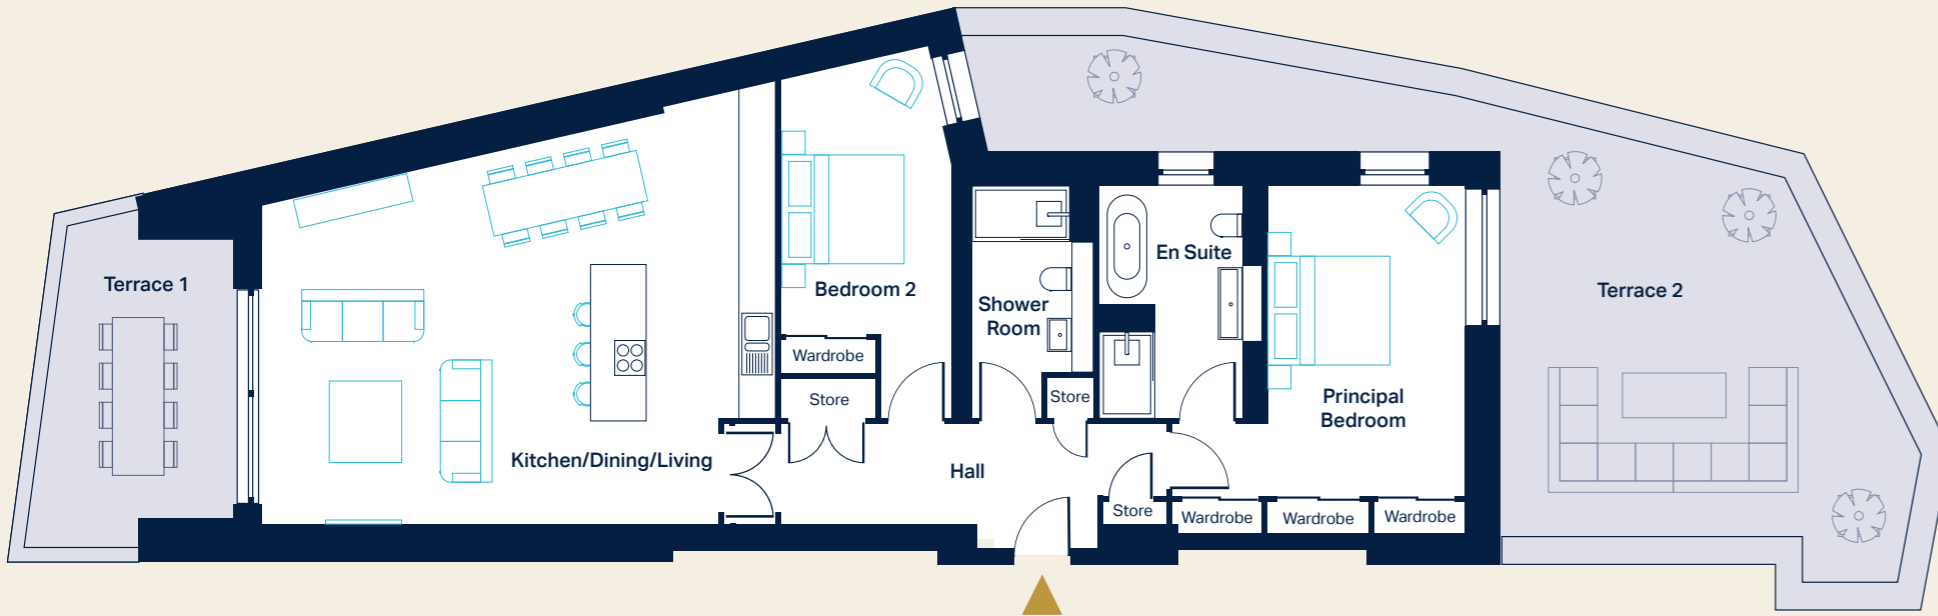 Terrace 1
Kitchen/Dining/Living
Bedroom 2
Wardrobe
Store
Hall
Shower
Room
Store
En Suite
Store
Principal
Bedroom
Wardrobe
Wardrobe
Wardrobe
Terrace 2